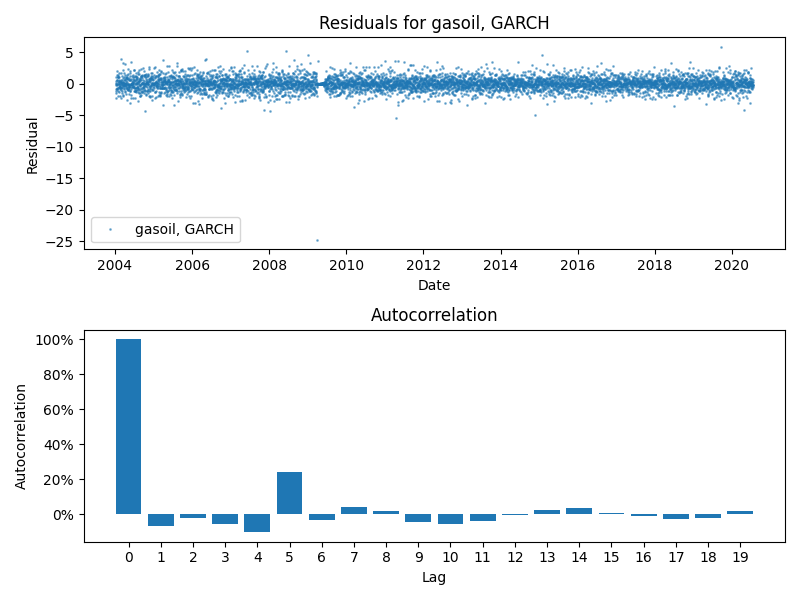 Residuals for gasoil, GARCH
5
0
−5
−10
−15
−20
−25
Residual
gasoil, GARCH
2004 2006 2008 2010 2012 2014 2016 2018 2020
Date
Autocorrelation
100%
80%
60%
40%
20%
0%
Autocorrelation
0 1 2 3 4 5 6 7 8 9 10 11 12 13 14 15 16 17 18 19
Lag